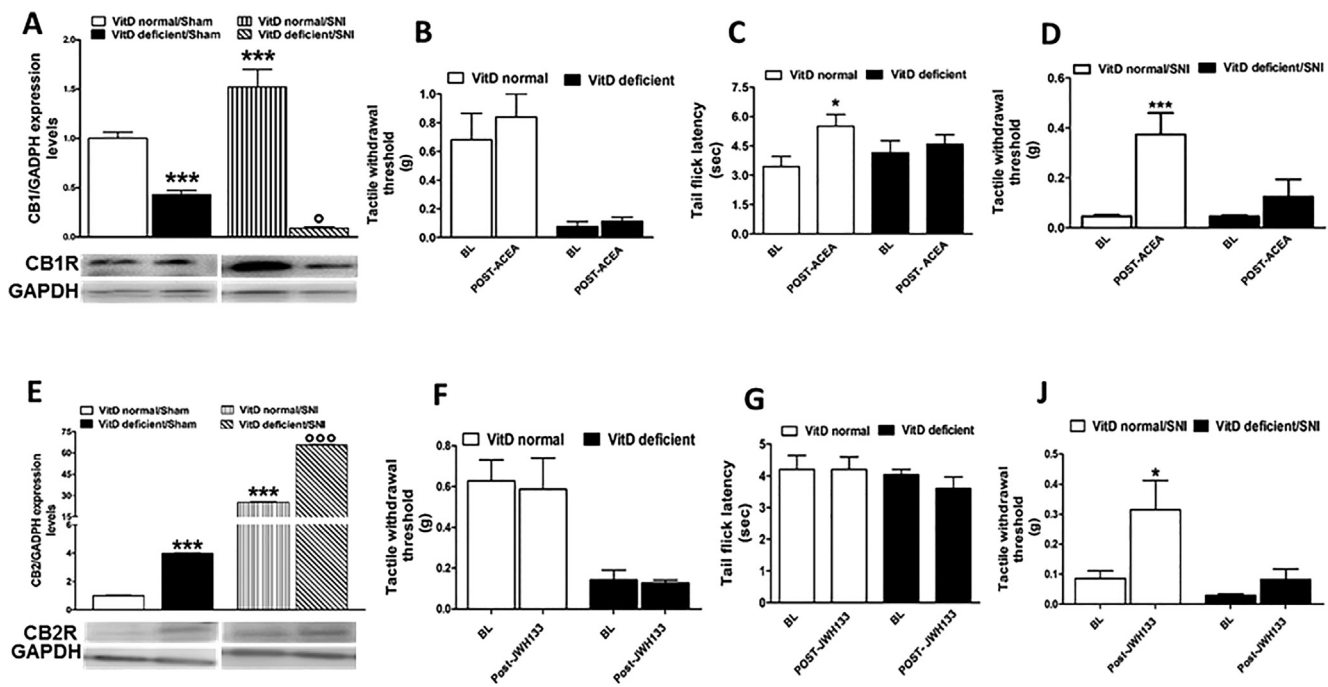 A
VitD normal/Sham
VitD normal/SNI
VitD deficient/Sham
VitD deficient/SNI
CB1/GADPH expression
levels
2.0
1.5
1.0
0.5
0.0
***
***
CB1R
GAPDH
B
VitD normal
VitD deficient
Tactile withdrawal
threshold
(g)
1.0
0.8
0.6
0.4
0.2
0.0
BL
POST-ACEA
BL
POST-ACEA
C
VitD normal
VitD deficient
Tail flick latency
(sec)
7.5
6.0
4.5
3.0
1.5
0.0
*
BL
POST-ACEA
BL
POST- ACEA
D
VitD normal/SNI
VitD deficient/SNI
Tactile withdrawal
threshold
(g)
0.6
0.4
0.2
0.0
***
BL
POST-ACEA
BL
POST-ACEA
E
VitD normal/Sham
VitD normal/SNI
VitD deficient/Sham
VitD deficient/SNI
CB2/GADPH expression
levels
75
60
45
30
15
6
4
2
0
***
***
CB2R
GAPDH
F
VitD normal
VitD deficient
Tactile withdrawal
threshold
(g)
0.8
0.6
0.4
0.2
0.0
BL
Post-JWH133
BL
Post-JWH133
G
VitD normal
VitD deficient
Tail flick latency
(sec)
5
4
3
2
1
0
BL
POST-JWH133
BL
POST- JWH133
J
VitD normal/SNI
VitD deficient/SNI
Tactile withdrawal
threshold
(g)
0.5
0.4
0.3
0.2
0.1
0.0
*
BL
Post-JWH133
BL
Post-JWH133